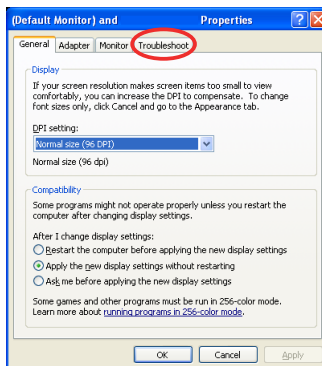 (Default Monitor) and Properties
General Adapter Monitor Troubleshoot
Display
If your screen resolution makes screen items too small to view
comfortably, you can increase the DPI to compensate. To change
font sizes only, click Cancel and go to the Appearance tab.
DPI setting:
Normal size (96 DPI)
Normal size (96 dpi)
Compatibility
Some programs might not operate properly unless you restart the
computer after changing display settings.
After I change display settings:
Restart the computer before applying the new display settings
Apply the new display settings without restarting
Ask me before applying the new display settings
Some games and other programs must be run in 256-color mode.
Learn more about running programs in 256-color mode.
OK Cancel Apply